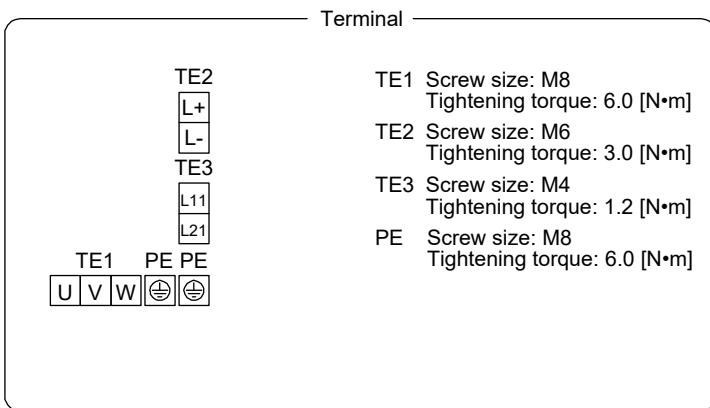 Terminal
TE2
L+
L-
TE3
L11
L21
TE1 PE PE
U V W
TE1 Screw size: M8
Tightening torque: 6.0 [N•m]
TE2 Screw size: M6
Tightening torque: 3.0 [N•m]
TE3 Screw size: M4
Tightening torque: 1.2 [N•m]
PE Screw size: M8
Tightening torque: 6.0 [N•m]